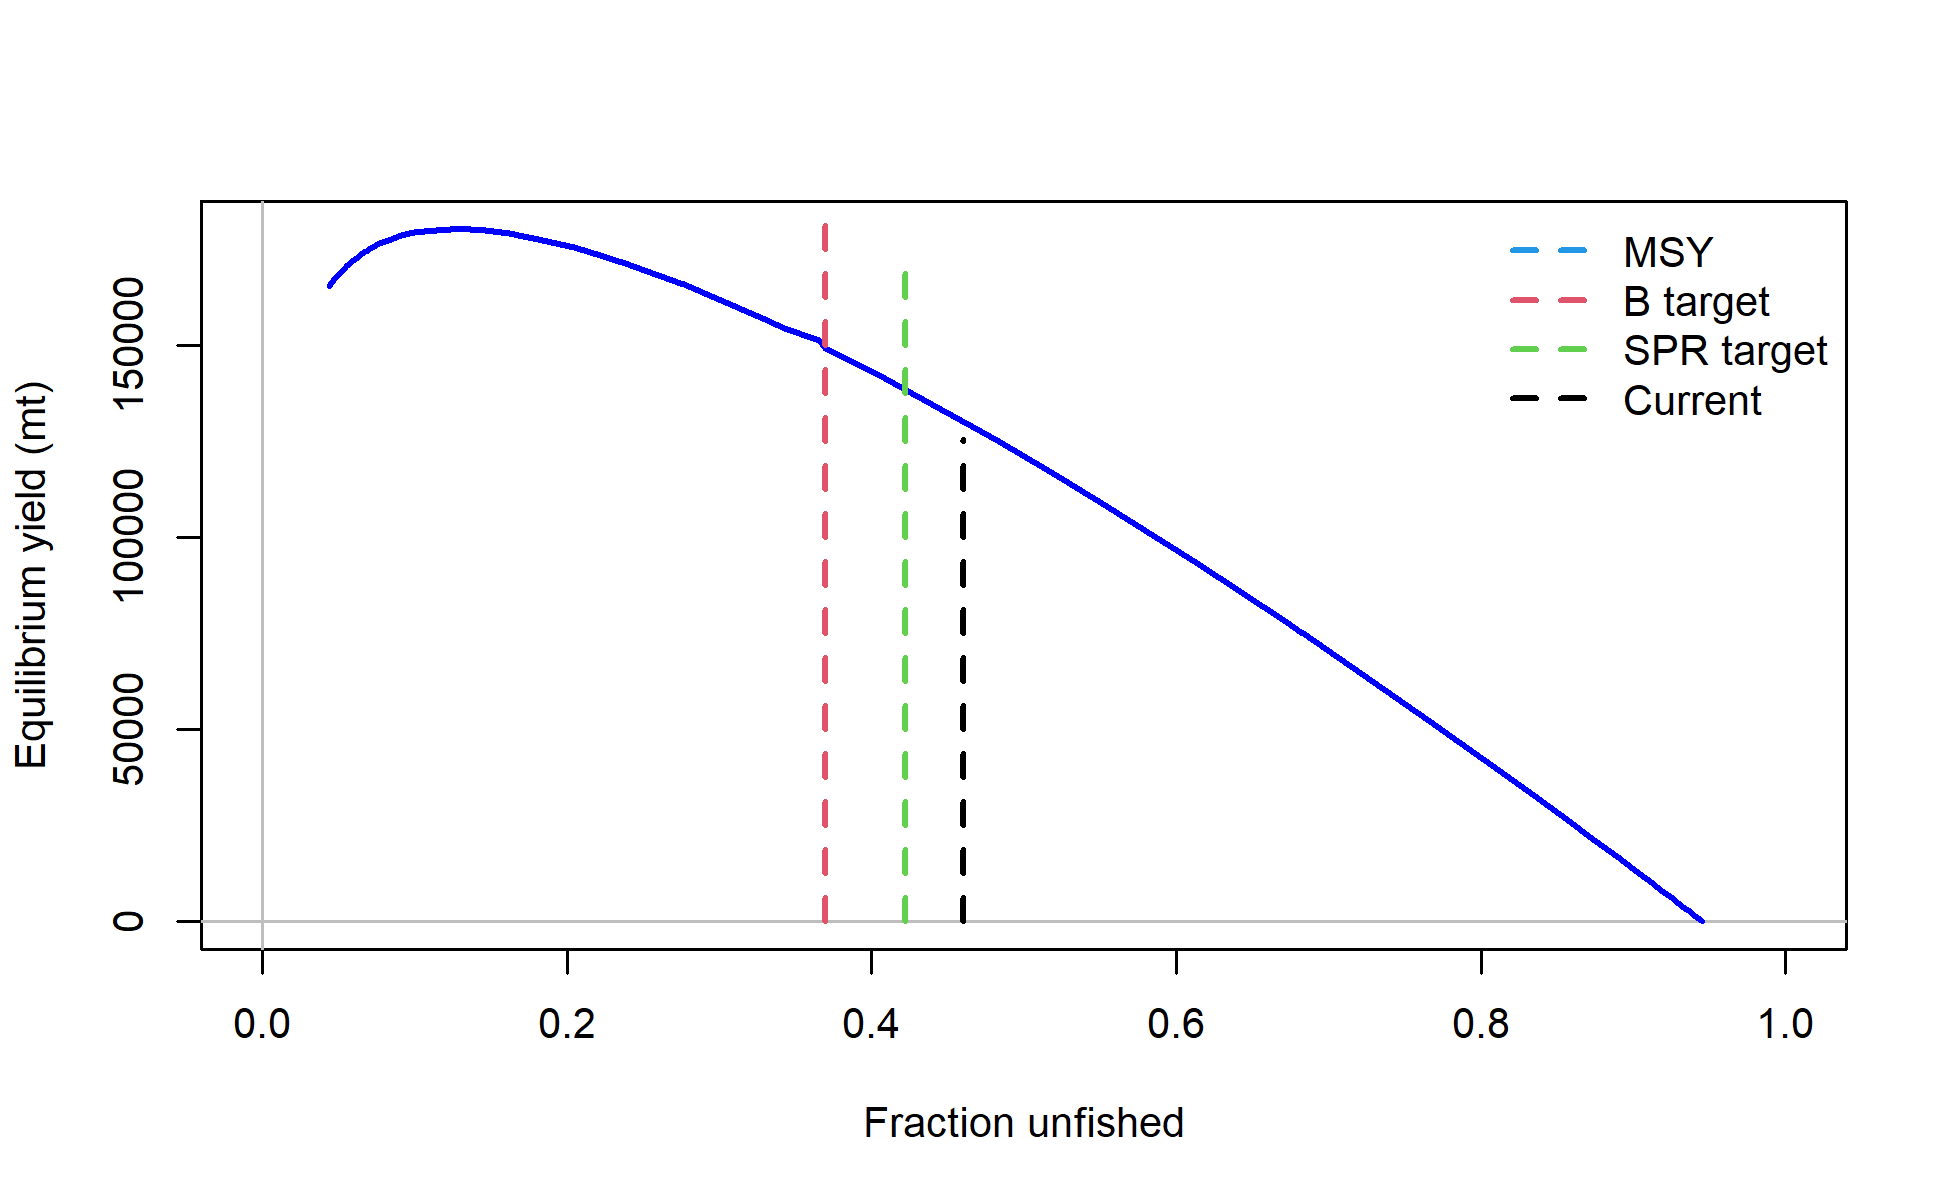 MSY
B target
SPR target
Current
Equilibrium yield (mt)
150000
100000
50000
0
0.0 0.2 0.4 0.6 0.8 1.0
Fraction unfished